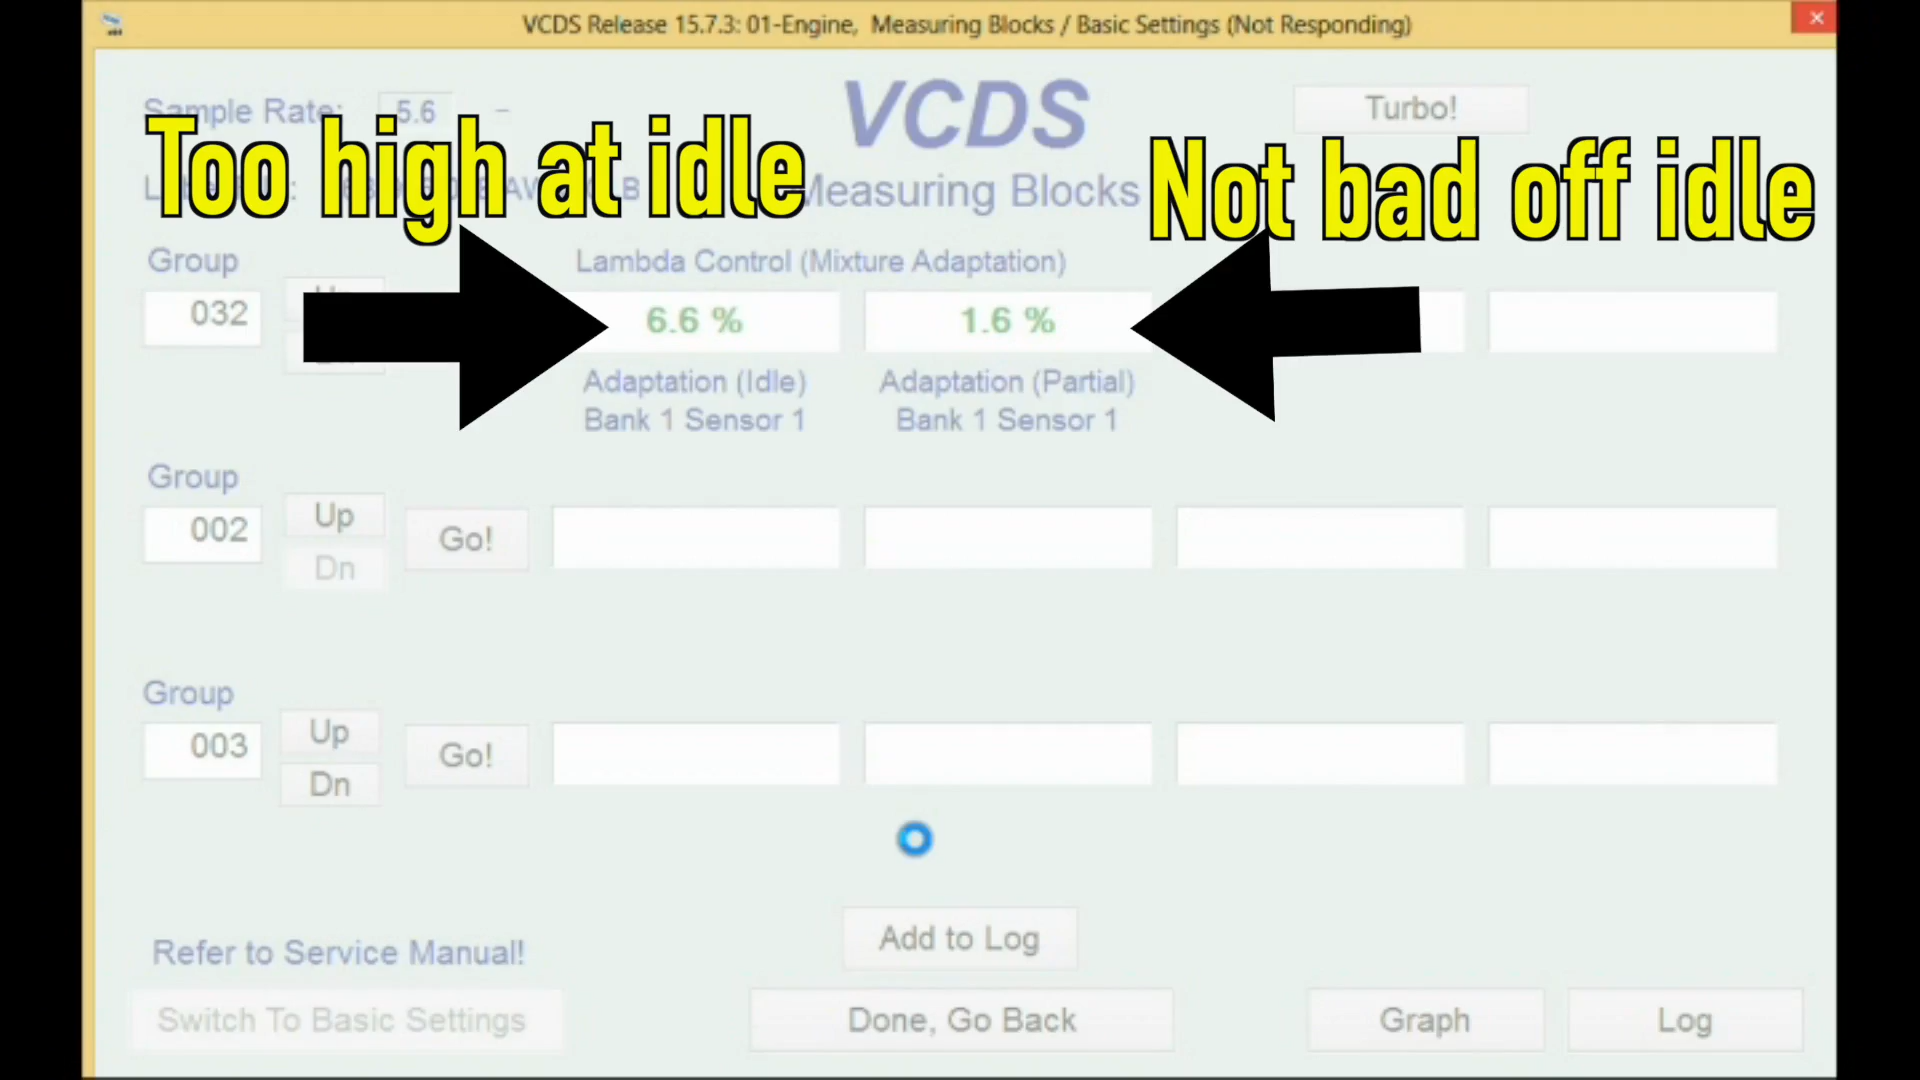 VCDS Release 15.7.3: 01-Engine, Measuring Blocks / Basic Settings (Not Responding)
Sample Rate: 5.6
VCDS
Turbo!
Too high at idle
Measuring Blocks
Not bad off idle
Group
Lambda Control (Mixture Adaptation)
032
6.6 %
1.6 %
Adaptation (Idle)
Bank 1 Sensor 1
Adaptation (Partial)
Bank 1 Sensor 1
Group
002
Up
Dn
Go!
Group
003
Up
Dn
Go!
Add to Log
Refer to Service Manual!
Switch To Basic Settings
Done, Go Back
Graph
Log